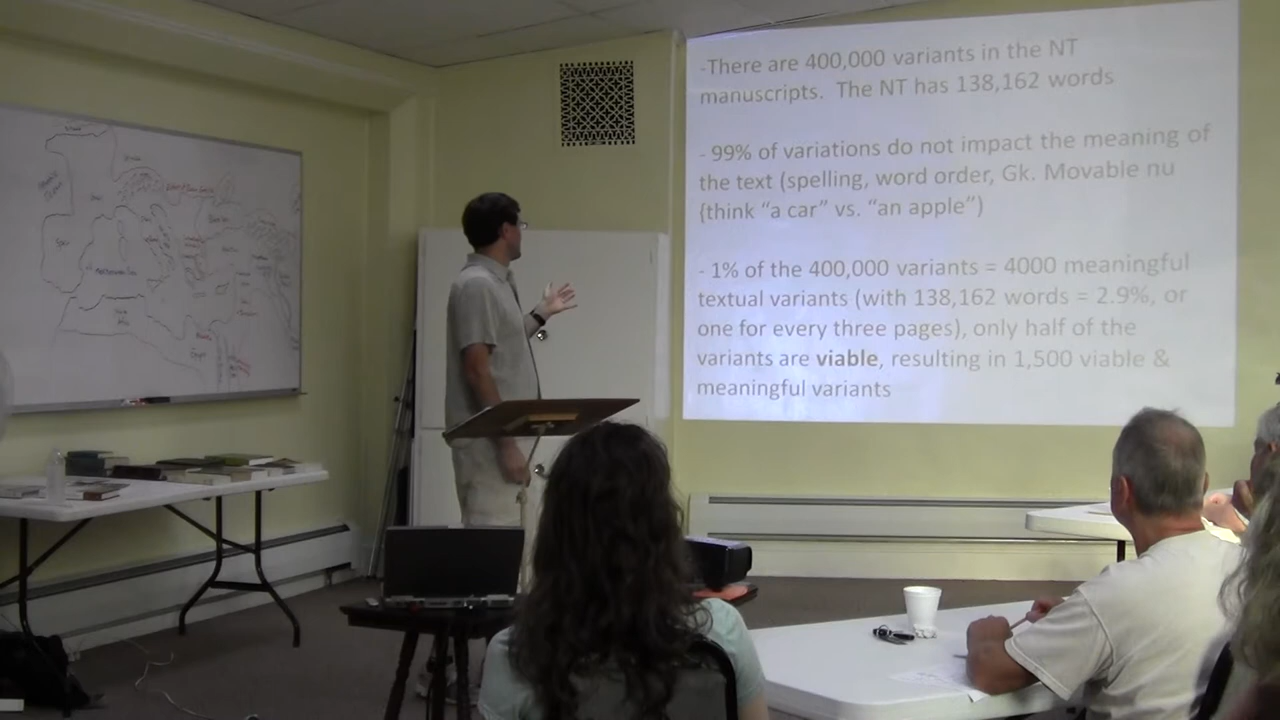 -There are 400,000 variants in the NT
manuscripts. The NT has 138,162 words
- 99% of variations do not impact the meaning of
the text (spelling, word order, Gk. Movable nu
(think “a car” vs. “an apple”)
- 1% of the 400,000 variants = 4000 meaningful
textual variants (with 138,162 words = 2.9%, or
one for every three pages), only half of the
variants are viable, resulting in 1,500 viable &
meaningful variants